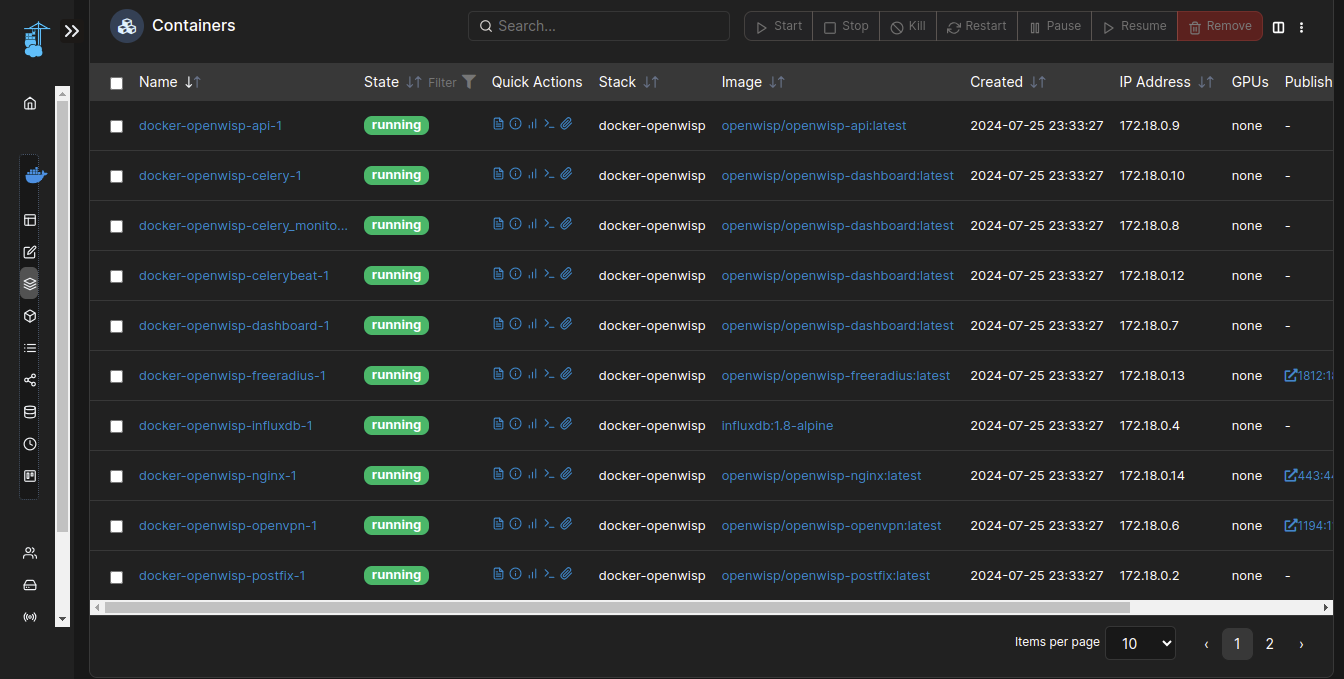 Containers
Search...
Start Stop Kill Restart Pause Resume Remove
Name State Filter Quick Actions Stack Image Created IP Address GPUs Publish
docker-openwisp-api-1 running docker-openwisp openwisp/openwisp-api:latest 2024-07-25 23:33:27 172.18.0.9 none -
docker-openwisp-celery-1 running docker-openwisp openwisp/openwisp-dashboard:latest 2024-07-25 23:33:27 172.18.0.10 none -
docker-openwisp-celery_monito... running docker-openwisp openwisp/openwisp-dashboard:latest 2024-07-25 23:33:27 172.18.0.8 none -
docker-openwisp-celerybeat-1 running docker-openwisp openwisp/openwisp-dashboard:latest 2024-07-25 23:33:27 172.18.0.12 none -
docker-openwisp-dashboard-1 running docker-openwisp openwisp/openwisp-dashboard:latest 2024-07-25 23:33:27 172.18.0.7 none -
docker-openwisp-freeradius-1 running docker-openwisp openwisp/openwisp-freeradius:latest 2024-07-25 23:33:27 172.18.0.13 none 1812:18
docker-openwisp-influxdb-1 running docker-openwisp influxdb:1.8-alpine 2024-07-25 23:33:27 172.18.0.4 none -
docker-openwisp-nginx-1 running docker-openwisp openwisp/openwisp-nginx:latest 2024-07-25 23:33:27 172.18.0.14 none 443:44
docker-openwisp-openvpn-1 running docker-openwisp openwisp/openwisp-openvpn:latest 2024-07-25 23:33:27 172.18.0.6 none 1194:1
docker-openwisp-postfix-1 running docker-openwisp openwisp/openwisp-postfix:latest 2024-07-25 23:33:27 172.18.0.2 none -
Items per page 10 ‹ 1 2 ›